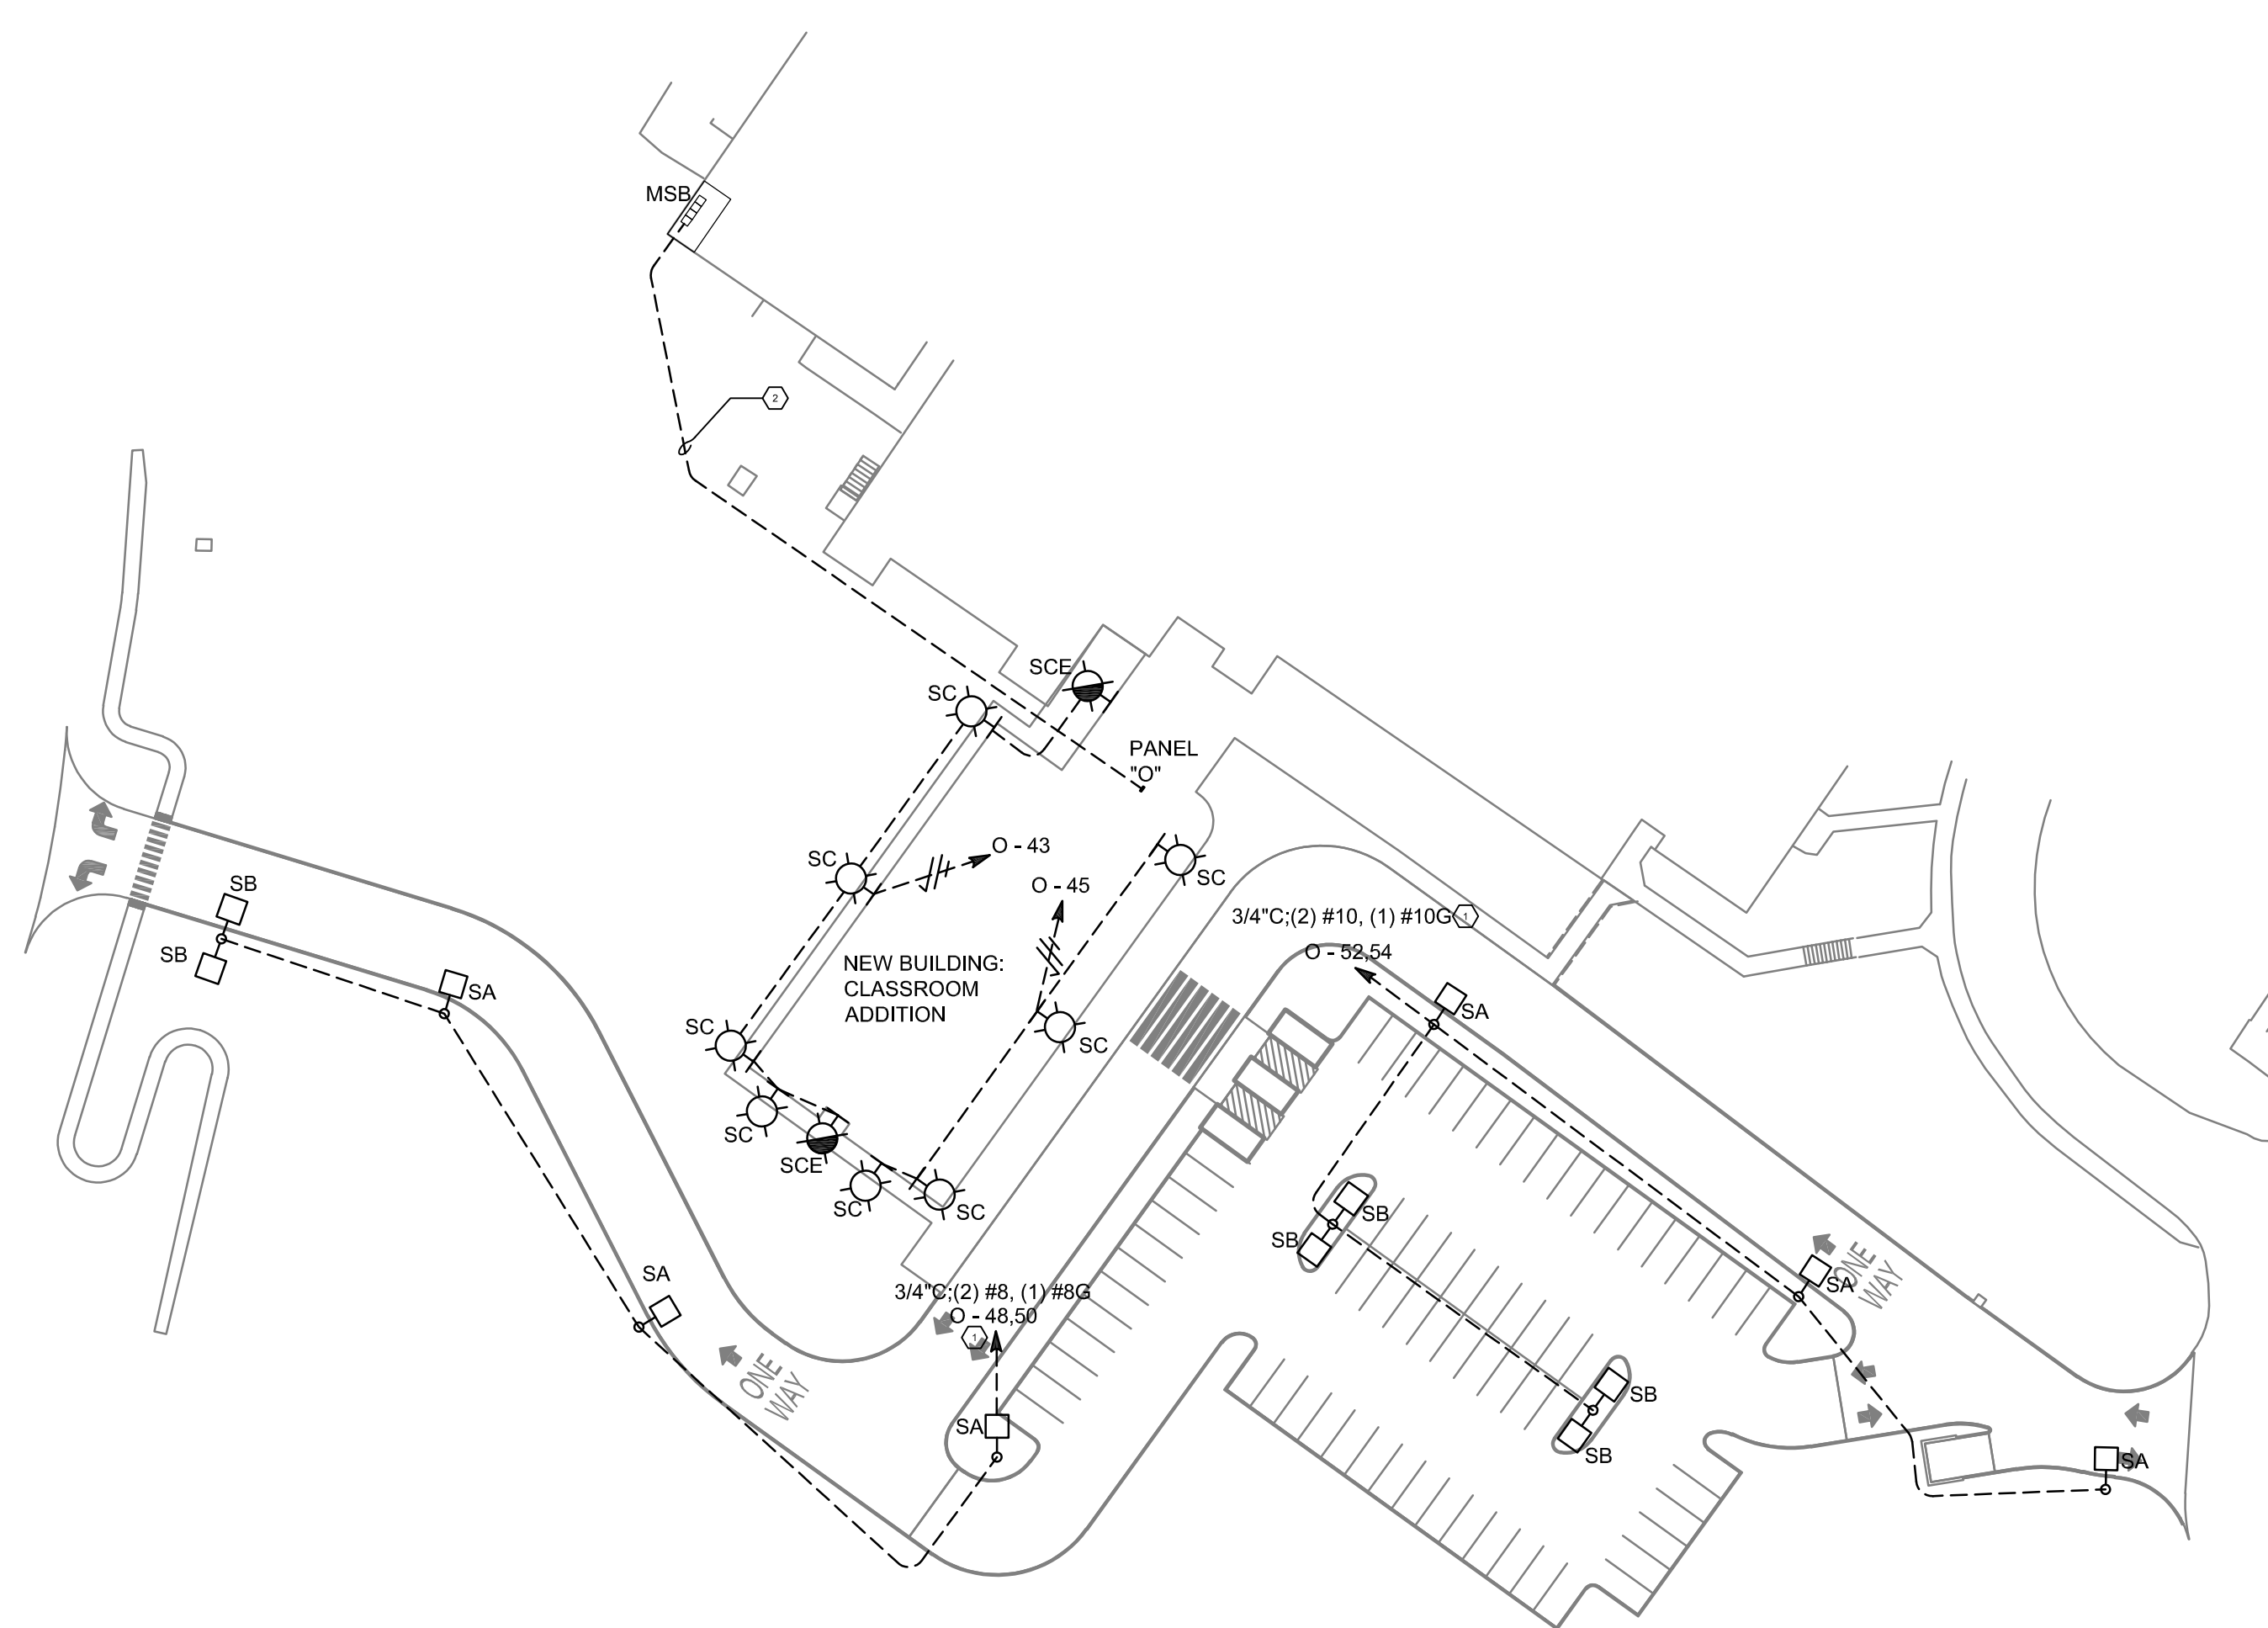 MSB
2
SCE
SC
PANEL
"O"
O - 43
SC
O - 45
SC
SB
3/4"C;(2) #10, (1) #10G
1
O - 52,54
SB
NEW BUILDING:
CLASSROOM
ADDITION
SA
SA
SC
SC
SC
SCE
SC
SC
SB
SB
SA
3/4"C;(2) #8, (1) #8G
O - 48,50
1
ONE
WAY
SA
ONE
WAY
SB
SA
SB
SA